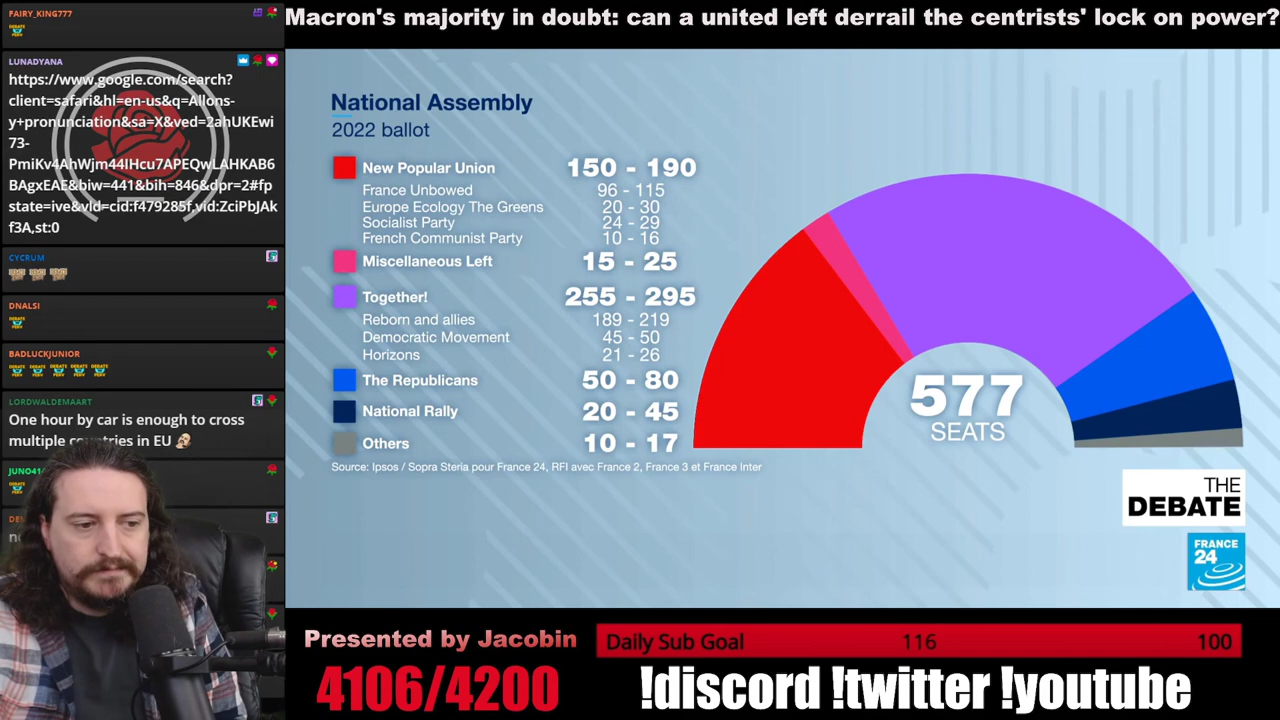 Macron's majority in doubt: can a united left derrail the centrists' lock on power?
FAIRY_KING777
LUNADYANA
https://www.google.com/search?
client=safari&hl=en-us&q=Allons-
y+pronunciation&sa=X&ved=2ahUKEwi
73-
PmiKv4AhWjm44IHcu7APEQwLAHKAB6
BAgxEAE&biw=441&bih=846&dpr=2#fp
state=ive&vld=cid:f479285f,vid:ZciPbJAk
f3A,st:0
CYCRUM
DNALSI
BADLUCKJUNIOR
LORDWALDEMAART
One hour by car is enough to cross
multiple countries in EU
National Assembly
2022 ballot
New Popular Union 150 - 190
France Unbowed 96 - 115
Europe Ecology The Greens 20 - 30
Socialist Party 24 - 29
French Communist Party 10 - 16
Miscellaneous Left 15 - 25
Together! 255 - 295
Reborn and allies 189 - 219
Democratic Movement 45 - 50
Horizons 21 - 26
The Republicans 50 - 80
National Rally 20 - 45
Others 10 - 17
Source: Ipsos / Sopra Steria pour France 24, RFI avec France 2, France 3 et France Inter
577
SEATS
THE
DEBATE
FRANCE
24
Presented by Jacobin
Daily Sub Goal 116 100
4106/4200
!discord !twitter !youtube